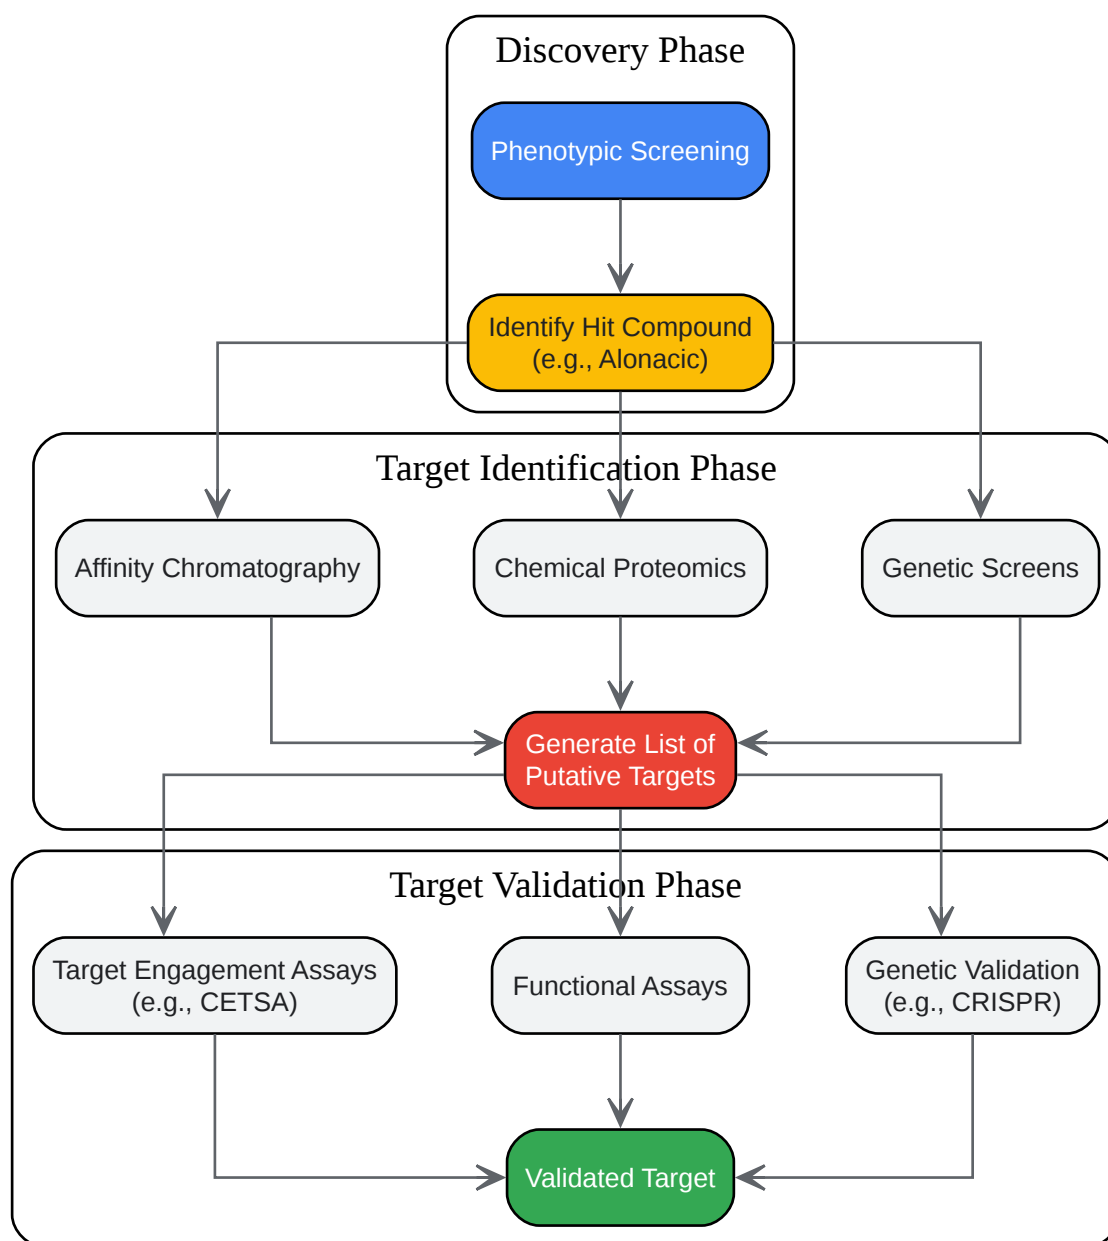 Discovery Phase
Phenotypic Screening
Identify Hit Compound
(e.g., Alonacic)
Target Identification Phase
Affinity Chromatography
Chemical Proteomics
Genetic Screens
Generate List of
Putative Targets
Target Validation Phase
Target Engagement Assays
(e.g., CETSA)
Functional Assays
Genetic Validation
(e.g., CRISPR)
Validated Target